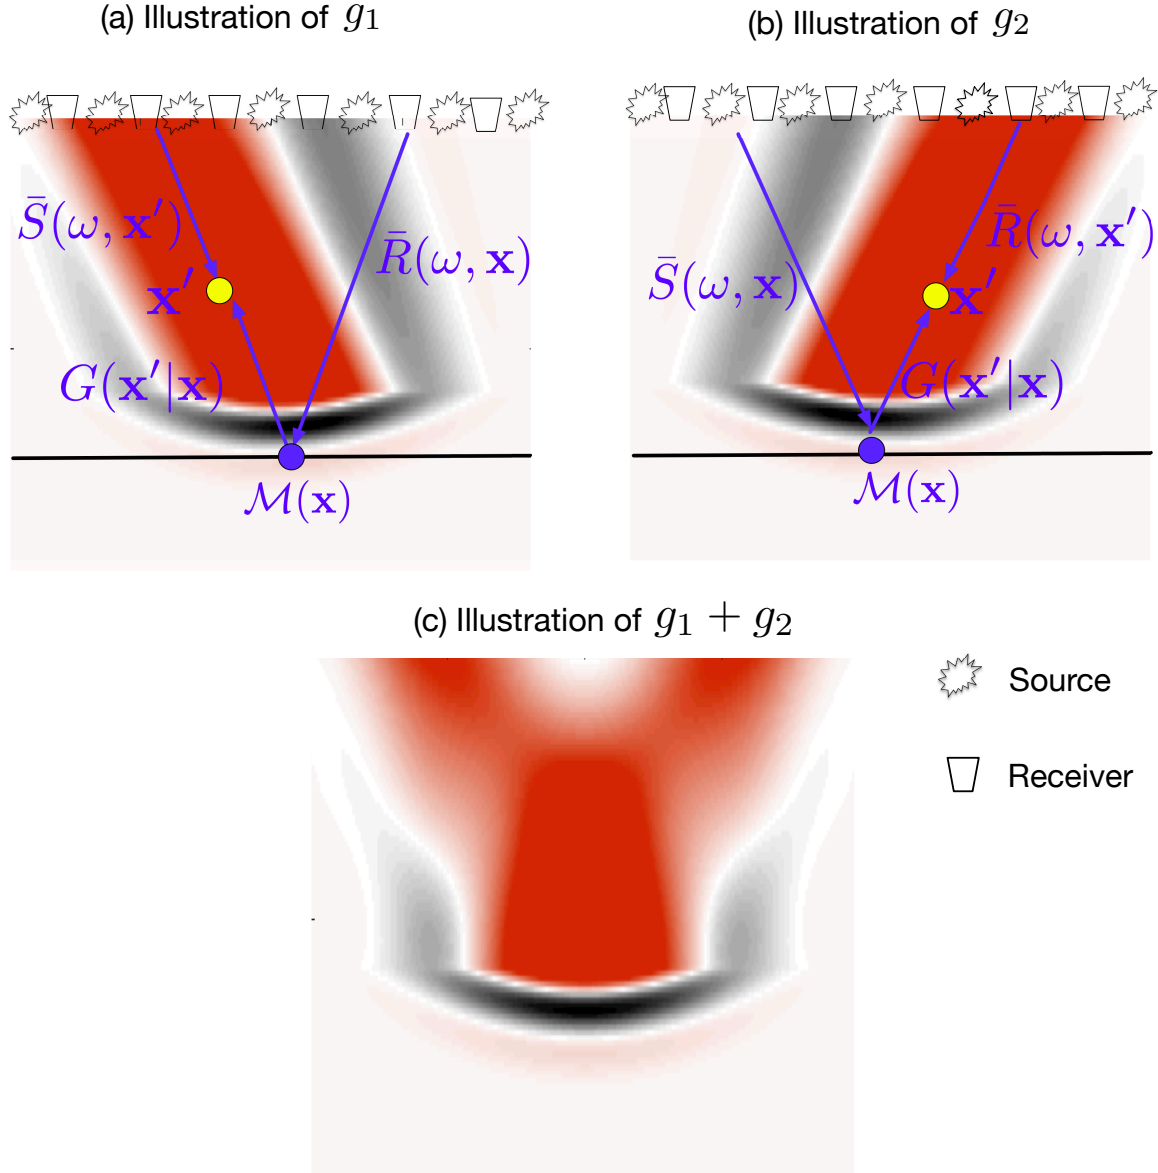 (a) Illustration of g₁
(b) Illustration of g₂
S̄(ω, 𝐱′)
R̄(ω, 𝐱)
𝐱′
G(𝐱′|𝐱)
ℳ(𝐱)
S̄(ω, 𝐱)
R̄(ω, 𝐱′)
𝐱′
G(𝐱′|𝐱)
ℳ(𝐱)
(c) Illustration of g₁ + g₂
Source
Receiver